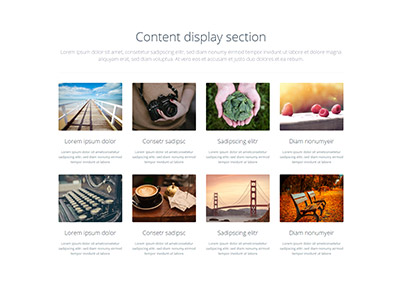 Content display section
Lorem ipsum dolor sit amet, consetetur sadipscing elitr, sed diam nonumy eirmod tempor invidunt ut labore et dolore magna
aliquyam erat, sed diam voluptua. At vero eos et accusam et justo duo dolores et ea rebum.
Lorem ipsum dolor
Consetr sadipsc
Sadipscing elitr
Diam nonumyeir
Lorem ipsum dolor sit amet, consetetur
sadipscing elitr, sed diam nonumy eirmod
tempor invidunt ut labore
Lorem ipsum dolor sit amet, consetetur
sadipscing elitr, sed diam nonumy eirmod
tempor invidunt ut labore
Lorem ipsum dolor sit amet, consetetur
sadipscing elitr, sed diam nonumy eirmod
tempor invidunt ut labore
Lorem ipsum dolor sit amet, consetetur
sadipscing elitr, sed diam nonumy eirmod
tempor invidunt ut labore
Lorem ipsum dolor
Consetr sadipsc
Sadipscing elitr
Diam nonumyeir
Lorem ipsum dolor sit amet, consetetur
sadipscing elitr, sed diam nonumy eirmod
tempor invidunt ut labore
Lorem ipsum dolor sit amet, consetetur
sadipscing elitr, sed diam nonumy eirmod
tempor invidunt ut labore
Lorem ipsum dolor sit amet, consetetur
sadipscing elitr, sed diam nonumy eirmod
tempor invidunt ut labore
Lorem ipsum dolor sit amet, consetetur
sadipscing elitr, sed diam nonumy eirmod
tempor invidunt ut labore